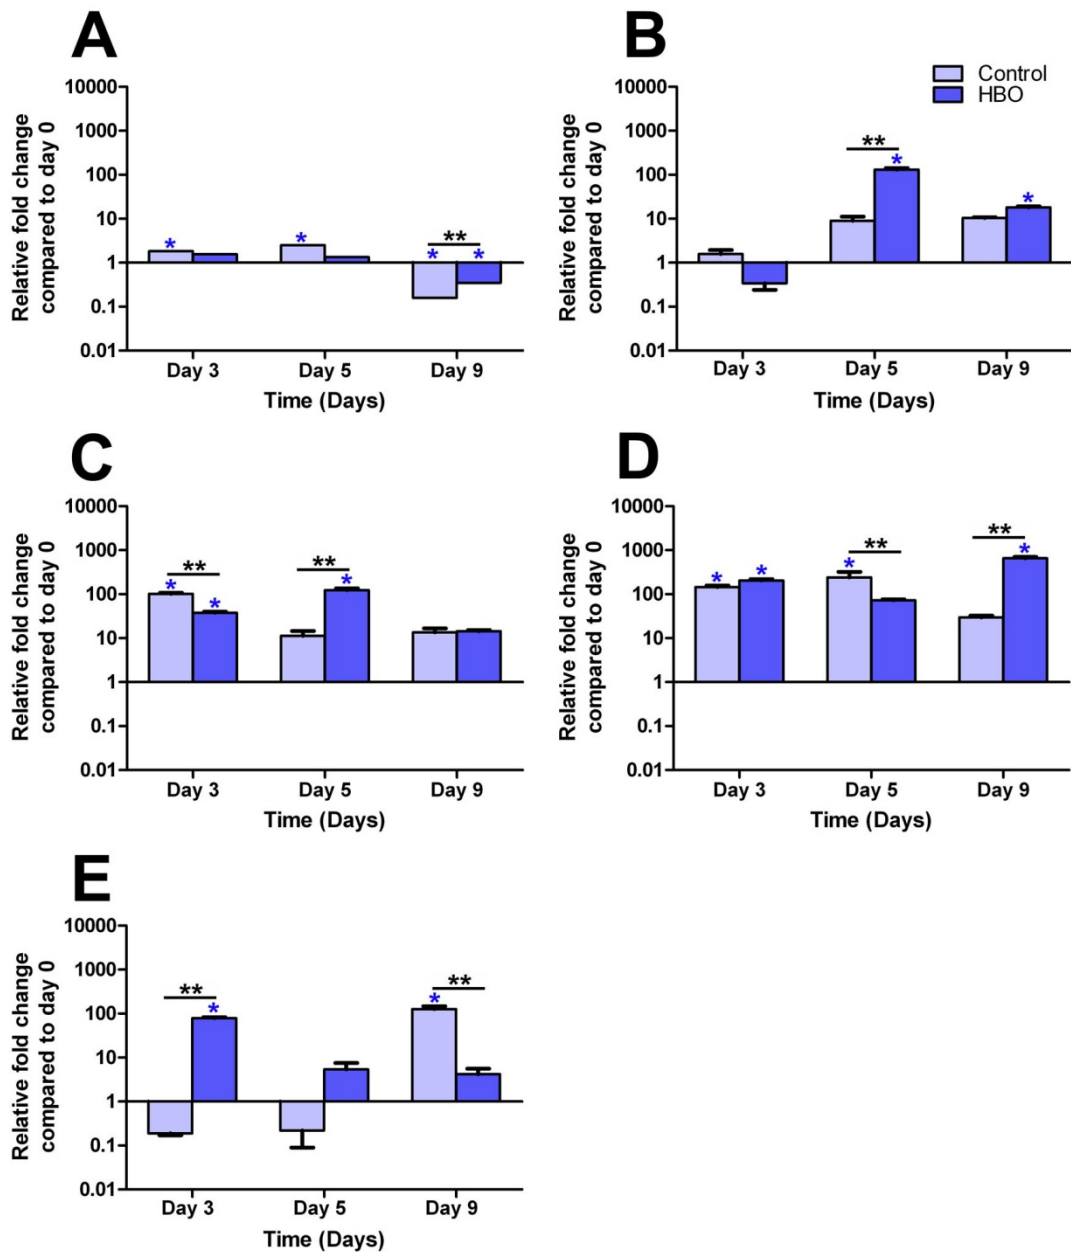 A
Relative fold change
compared to day 0
10000
1000
100
10
1
0.1
0.01
*
*
**
*
*
Day 3
Day 5
Day 9
Time (Days)
B
Control
HBO
Relative fold change
compared to day 0
10000
1000
100
10
1
0.1
0.01
**
*
*
Day 3
Day 5
Day 9
Time (Days)
C
Relative fold change
compared to day 0
10000
1000
100
10
1
0.1
0.01
**
*
*
**
*
Day 3
Day 5
Day 9
Time (Days)
D
Relative fold change
compared to day 0
10000
1000
100
10
1
0.1
0.01
*
*
*
**
**
*
Day 3
Day 5
Day 9
Time (Days)
E
Relative fold change
compared to day 0
10000
1000
100
10
1
0.1
0.01
**
*
**
*
Day 3
Day 5
Day 9
Time (Days)